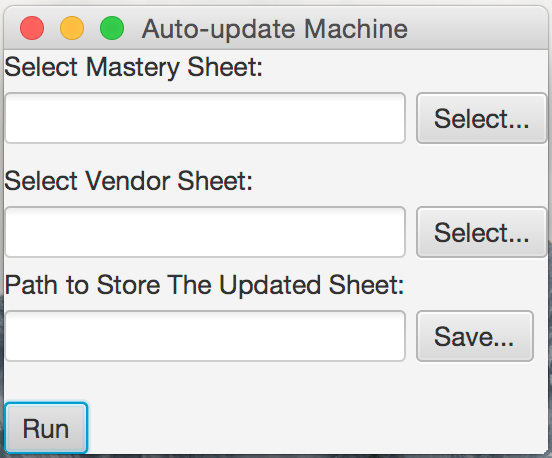 Auto-update Machine
Select Mastery Sheet:
Select...
Select Vendor Sheet:
Select...
Path to Store The Updated Sheet:
Save...
Run